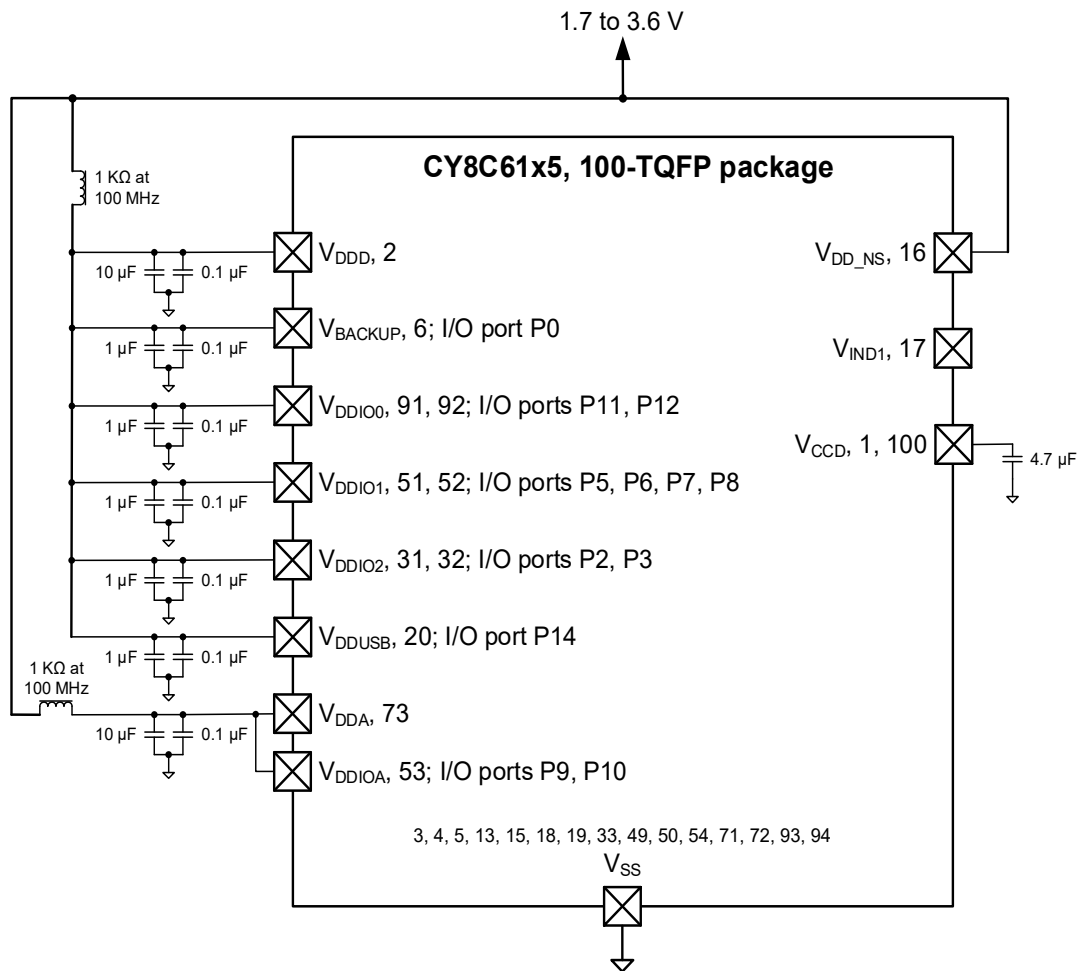 1.7 to 3.6 V
CY8C61x5, 100-TQFP package
1 KΩ at
100 MHz
10 µF
0.1 µF
VDDD, 2
VDD_NS, 16
1 µF
0.1 µF
VBACKUP, 6; I/O port P0
VIND1, 17
1 µF
0.1 µF
VDDIO0, 91, 92; I/O ports P11, P12
VCCD, 1, 100
4.7 µF
1 µF
0.1 µF
VDDIO1, 51, 52; I/O ports P5, P6, P7, P8
1 µF
0.1 µF
VDDIO2, 31, 32; I/O ports P2, P3
1 µF
0.1 µF
VDDUSB, 20; I/O port P14
1 KΩ at
100 MHz
10 µF
0.1 µF
VDDA, 73
VDDIOA, 53; I/O ports P9, P10
3, 4, 5, 13, 15, 18, 19, 33, 49, 50, 54, 71, 72, 93, 94
VSS